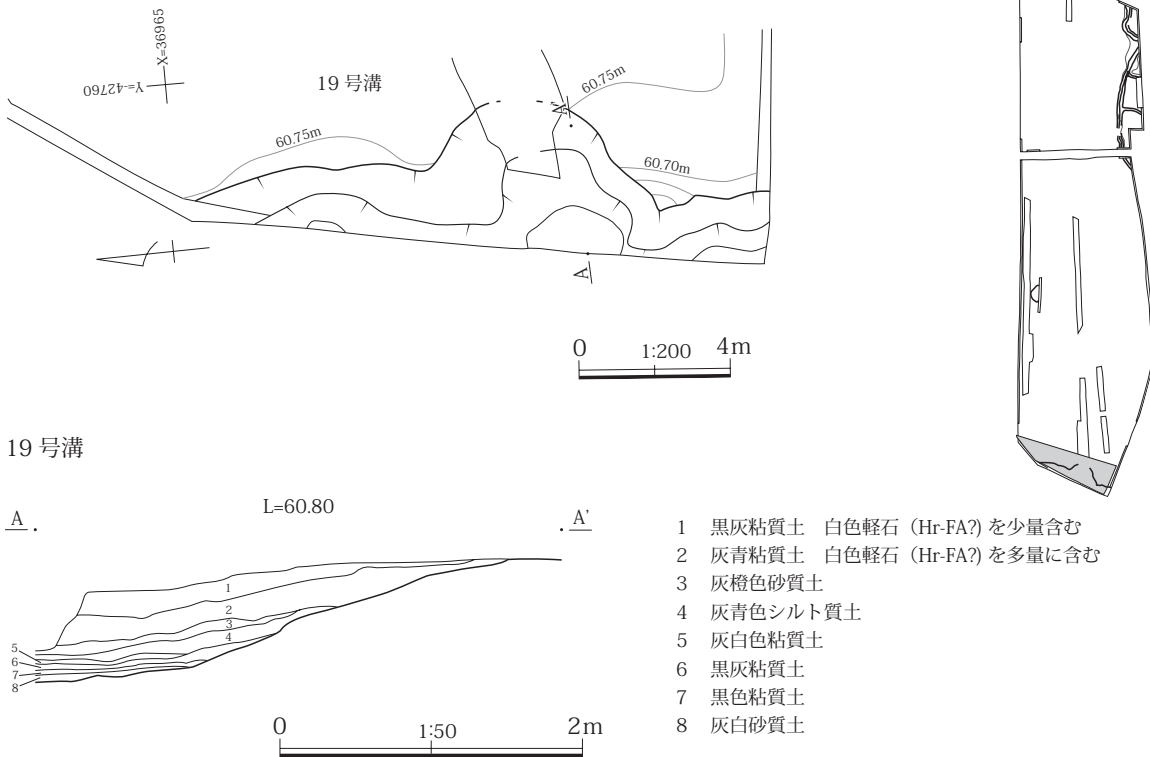 X=36965
Y=-42760
19 号溝
60.75m
60.75m
60.70m
A'
A
0 1:200 4m
19 号溝
L=60.80
A A'
1
2
3
4
5
6
7
8
0 1:50 2m
1 黒灰粘質土 白色軽石（Hr-FA?) を少量含む
2 灰青粘質土 白色軽石（Hr-FA?) を多量に含む
3 灰橙色砂質土
4 灰青色シルト質土
5 灰白色粘質土
6 黒灰粘質土
7 黒色粘質土
8 灰白砂質土